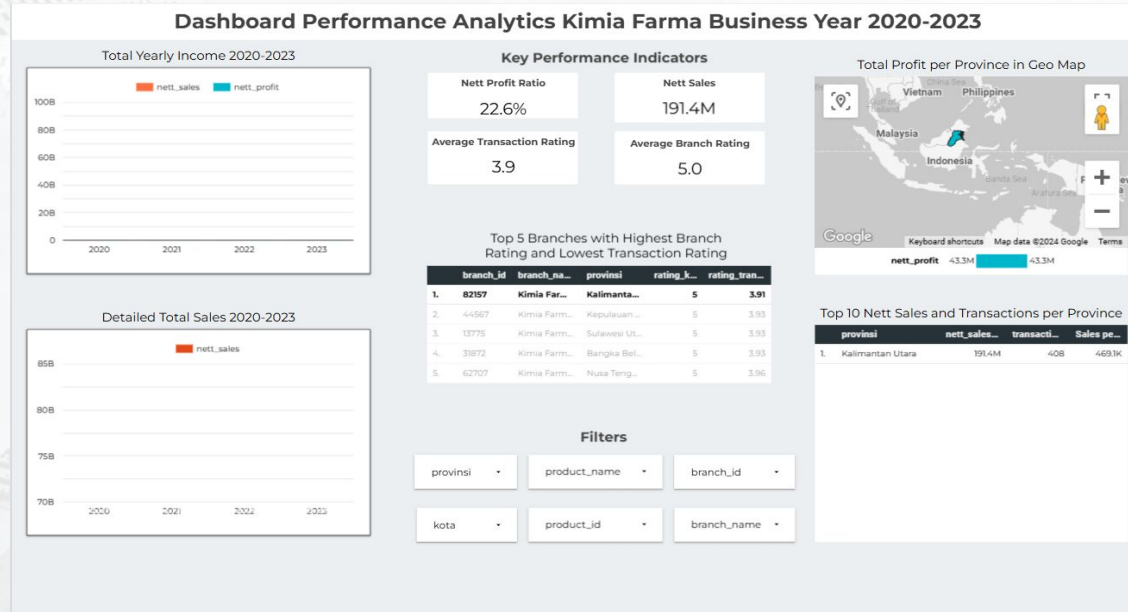 Dashboard Performance Analytics Kimia Farma Business Year 2020-2023
Total Yearly Income 2020-2023
nett_sales nett_profit
100B
80B
60B
40B
20B
0
2020 2021 2022 2023
Detailed Total Sales 2020-2023
nett_sales
85B
80B
75B
70B
2020 2021 2022 2023
Key Performance Indicators
Nett Profit Ratio
22.6%
Nett Sales
191.4M
Average Transaction Rating
3.9
Average Branch Rating
5.0
Top 5 Branches with Highest Branch
Rating and Lowest Transaction Rating
branch_id branch_na... provinsi rating_k... rating_tran...
1. 82157 Kimia Far... Kalimanta... 5 3.91
2. 44567 Kimia Farm... Kepulauan ... 5 3.93
3. 13775 Kimia Farm... Sulawesi Ut... 5 3.93
4. 31872 Kimia Farm... Bangka Bel... 5 3.93
5. 62707 Kimia Farm... Nusa Teng... 5 3.96
Filters
provinsi product_name branch_id
kota product_id branch_name
Total Profit per Province in Geo Map
China Sea
Vietnam Philippines
Gulf of
Thailand
Malaysia
Indonesia
Banda Sea
Arafura Sea
Google
Keyboard shortcuts Map data ©2024 Google Terms
nett_profit 43.3M 43.3M
Top 10 Nett Sales and Transactions per Province
provinsi nett_sales... transacti... Sales pe...
1. Kalimantan Utara 191.4M 408 469.1K